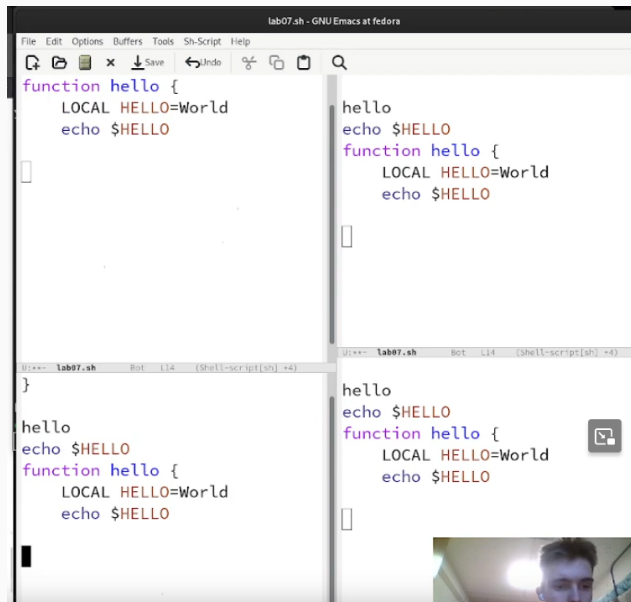 lab07.sh - GNU Emacs at fedora
File Edit Options Buffers Tools Sh-Script Help
Save Undo
function hello {
LOCAL HELLO=World
echo $HELLO
U:**- lab07.sh Bot L14 (Shell-script[sh] +4)
hello
echo $HELLO
function hello {
LOCAL HELLO=World
echo $HELLO
U:**- lab07.sh Bot L14 (Shell-script[sh] +4)
}
hello
echo $HELLO
function hello {
LOCAL HELLO=World
echo $HELLO
hello
echo $HELLO
function hello {
LOCAL HELLO=World
echo $HELLO